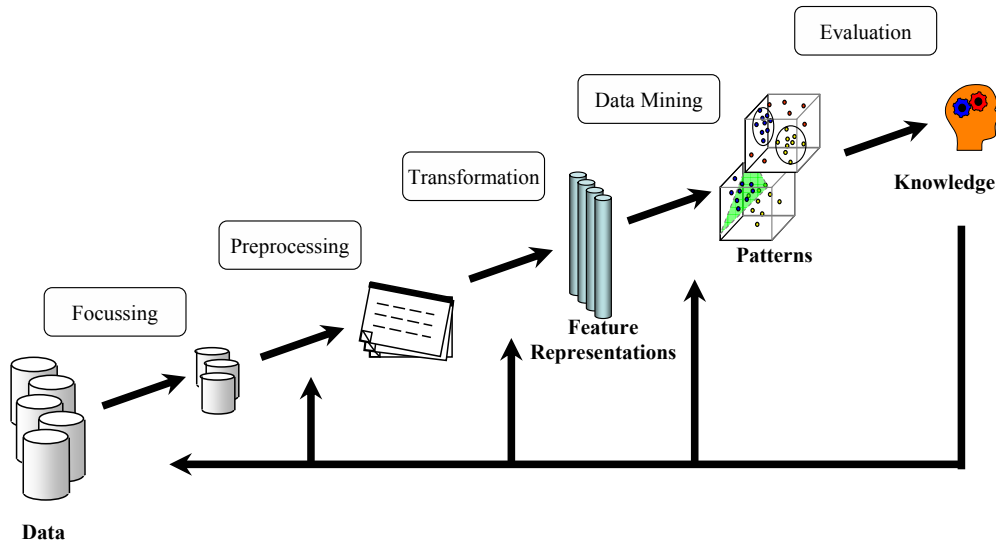 Evaluation
Data Mining
Knowledge
Transformation
Preprocessing
Patterns
Focussing
Feature
Representations
Data